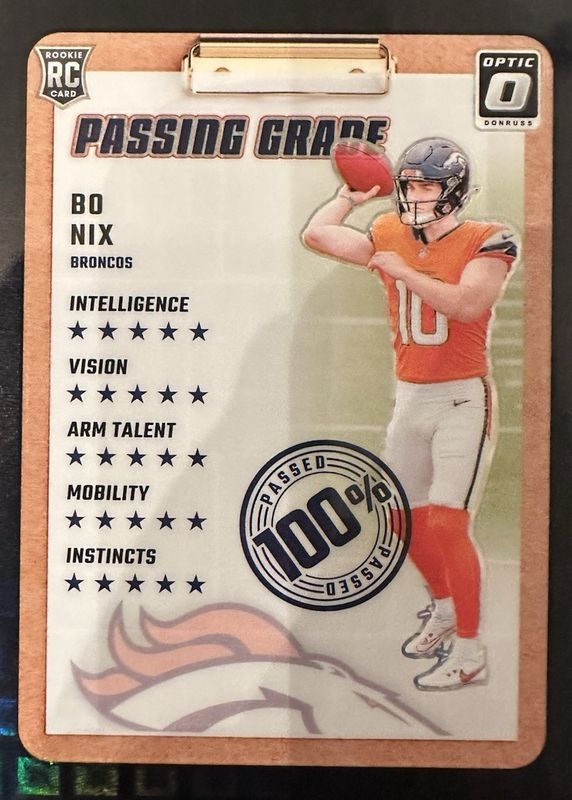 ROOKIE
RC
CARD
OPTIC
O
DONRUSS
PASSING GRADE
BO
NIX
BRONCOS
INTELLIGENCE
★ ★ ★ ★ ★
VISION
★ ★ ★ ★ ★
ARM TALENT
★ ★ ★ ★ ★
MOBILITY
★ ★ ★ ★ ★
INSTINCTS
★ ★ ★ ★ ★
PASSED
100%
PASSED
10